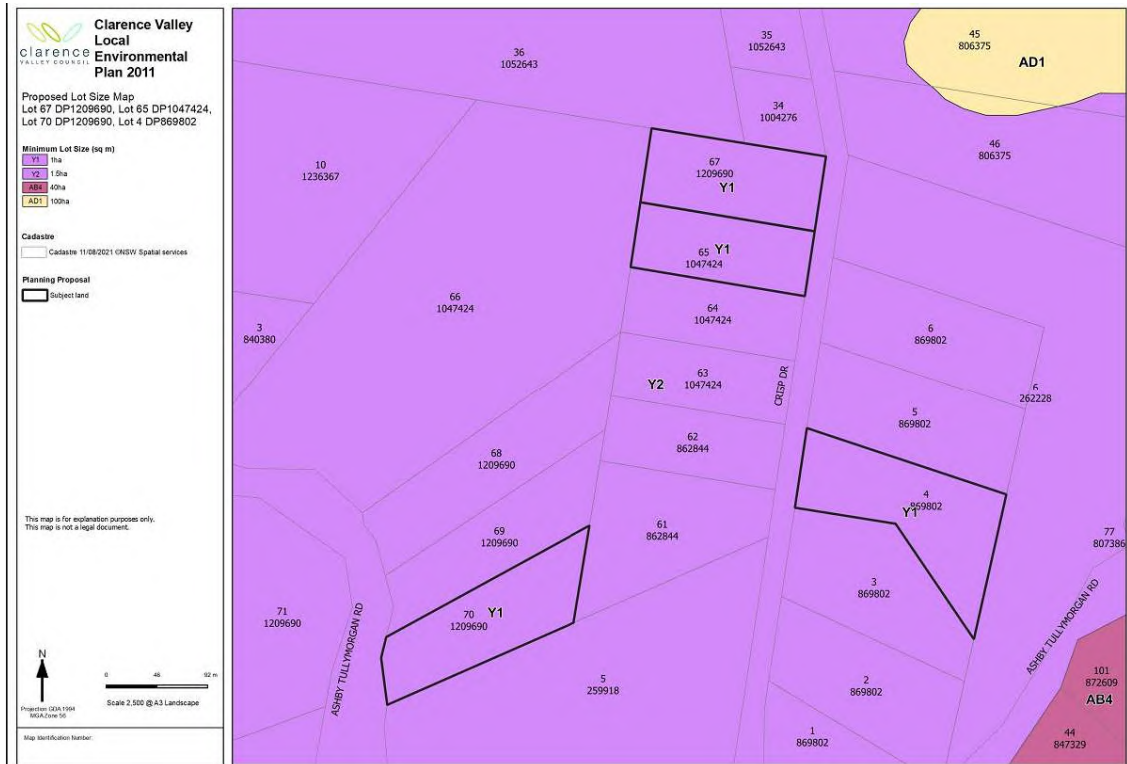 clarence
VALLEY COUNCIL
Clarence Valley
Local
Environmental
Plan 2011
Proposed Lot Size Map
Lot 67 DP1209690, Lot 65 DP1047424,
Lot 70 DP1209690, Lot 4 DP869802
Minimum Lot Size (sq m)
Y1 1ha
Y2 1.5ha
AB4 40ha
AD1 100ha
Cadastre
Cadastre 11/08/2021 ©NSW Spatial services
Planning Proposal
Subject land
This map is for explanation purposes only.
This map is not a legal document.
N
0 46 92 m
Scale 2,500 @ A3 Landscape
Projection GDA 1994
MGA Zone 56
Map Identification Number:
36
1052643
35
1052643
45
806375
AD1
34
1004276
46
806375
10
1236367
67
1209690
Y1
65
1047424
Y1
66
1047424
64
1047424
3
840380
6
869802
63
1047424
Y2
CRISP DR
6
262228
5
869802
62
862844
68
1209690
4
869802
Y1
61
862844
69
1209690
77
807386
3
869802
71
1209690
70
1209690
Y1
ASHBY TULLYMORGAN RD
ASHBY TULLYMORGAN RD
5
259918
2
869802
101
872609
AB4
1
869802
44
847329